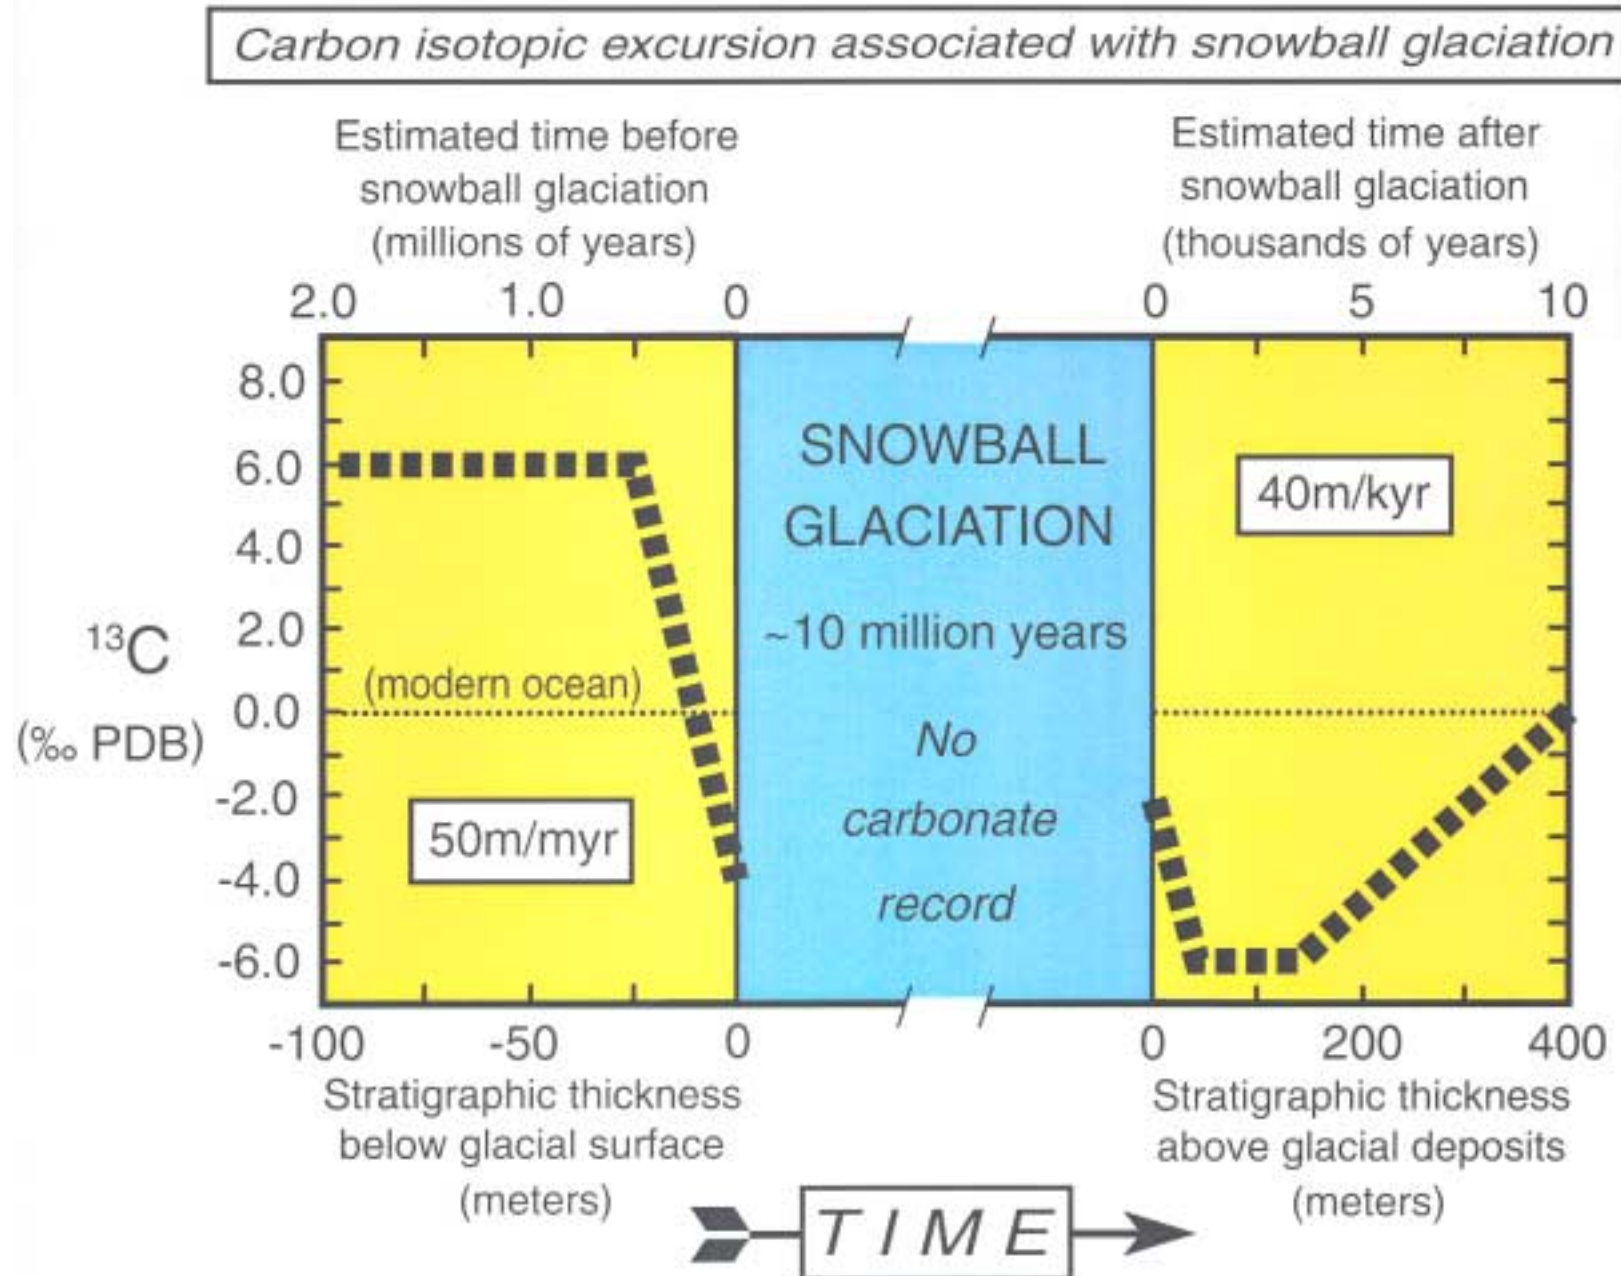 Carbon isotopic excursion associated with snowball glaciation
Estimated time before
snowball glaciation
(millions of years)
Estimated time after
snowball glaciation
(thousands of years)
2.0 1.0 0 0 5 10
8.0
6.0
4.0
2.0
0.0
-2.0
-4.0
-6.0
¹³C
(‰ PDB)
(modern ocean)
50m/myr
SNOWBALL
GLACIATION
~10 million years
No
carbonate
record
40m/kyr
-100 -50 0 0 200 400
Stratigraphic thickness
below glacial surface
(meters)
Stratigraphic thickness
above glacial deposits
(meters)
TIME